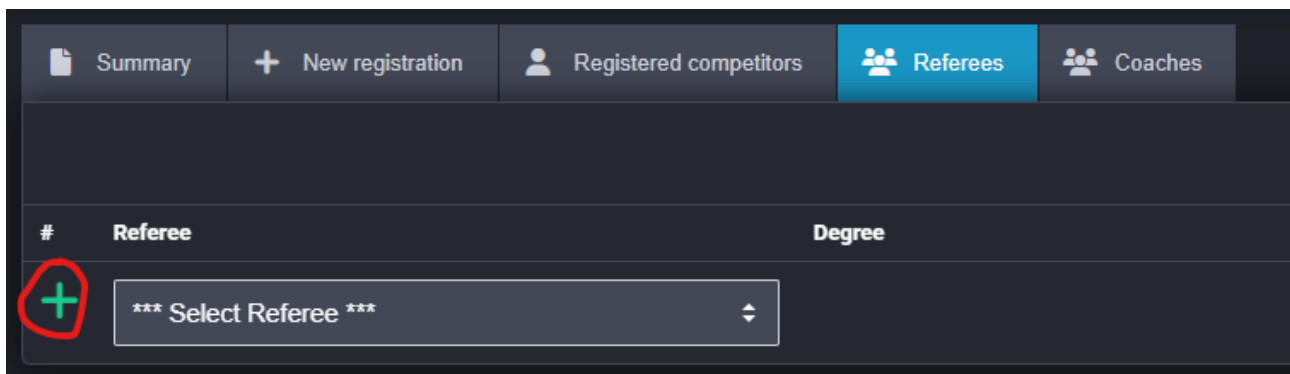 Summary
New registration
Registered competitors
Referees
Coaches
# Referee Degree
*** Select Referee ***